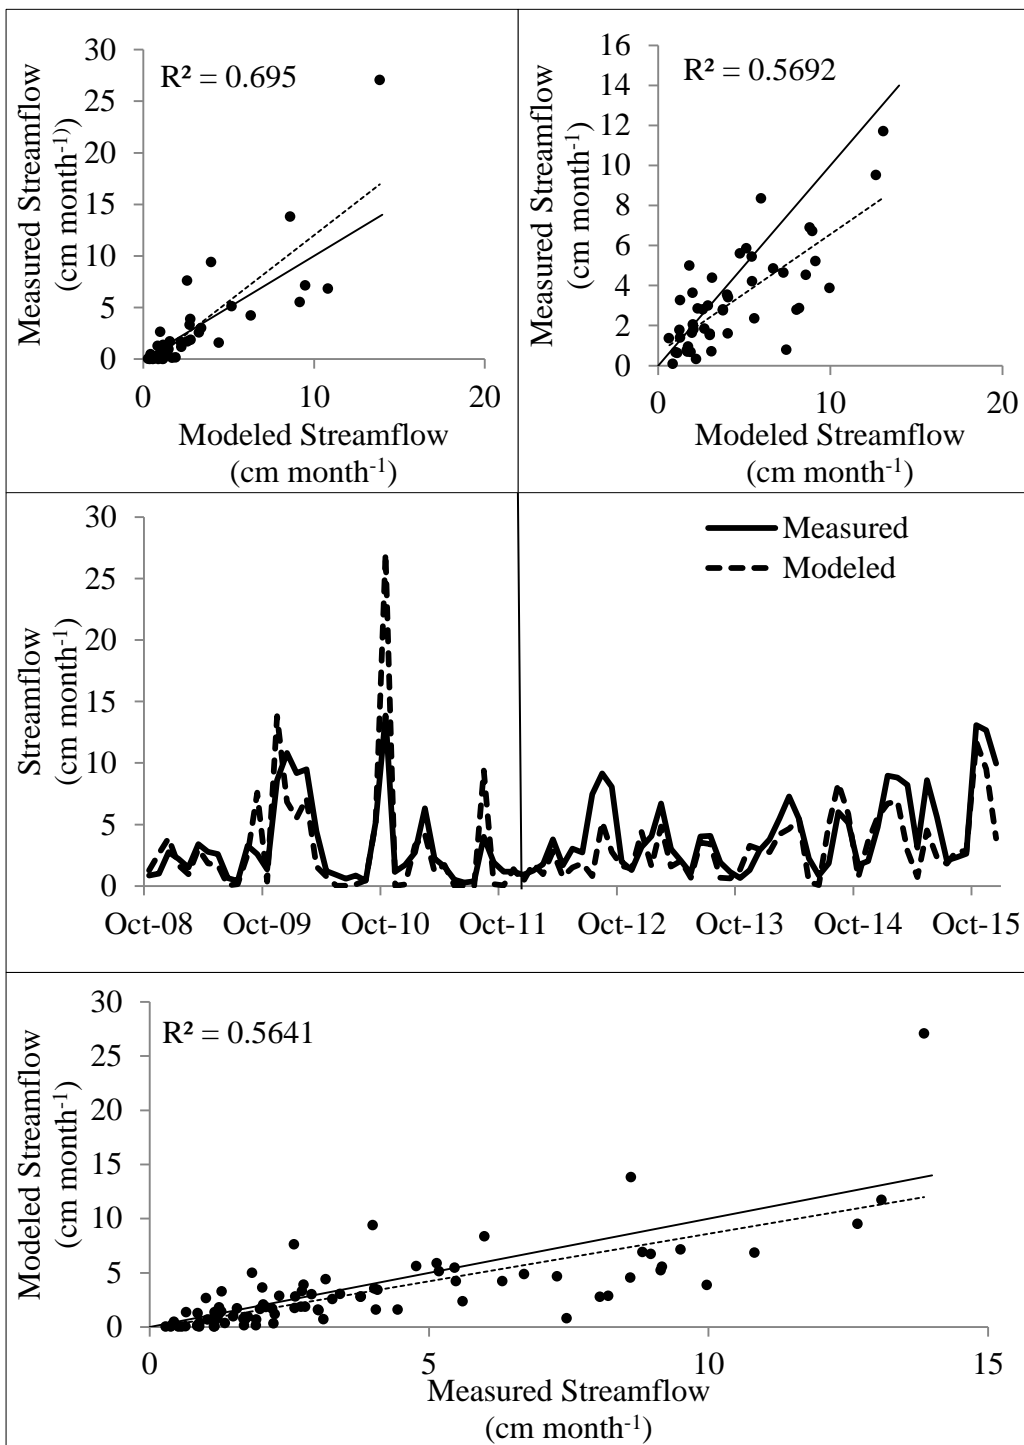 Measured Streamflow
(cm month-1))
R² = 0.695
30
25
20
15
10
5
0
0 10 20
Modeled Streamflow
(cm month-1)
Measured Streamflow
(cm month-1)
R² = 0.5692
16
14
12
10
8
6
4
2
0
0 10 20
Modeled Streamflow
(cm month-1)
Streamflow
(cm month-1)
30
25
20
15
10
5
0
Measured
Modeled
Oct-08 Oct-09 Oct-10 Oct-11 Oct-12 Oct-13 Oct-14 Oct-15
Modeled Streamflow
(cm month-1)
R² = 0.5641
30
25
20
15
10
5
0
0 5 10 15
Measured Streamflow
(cm month-1)